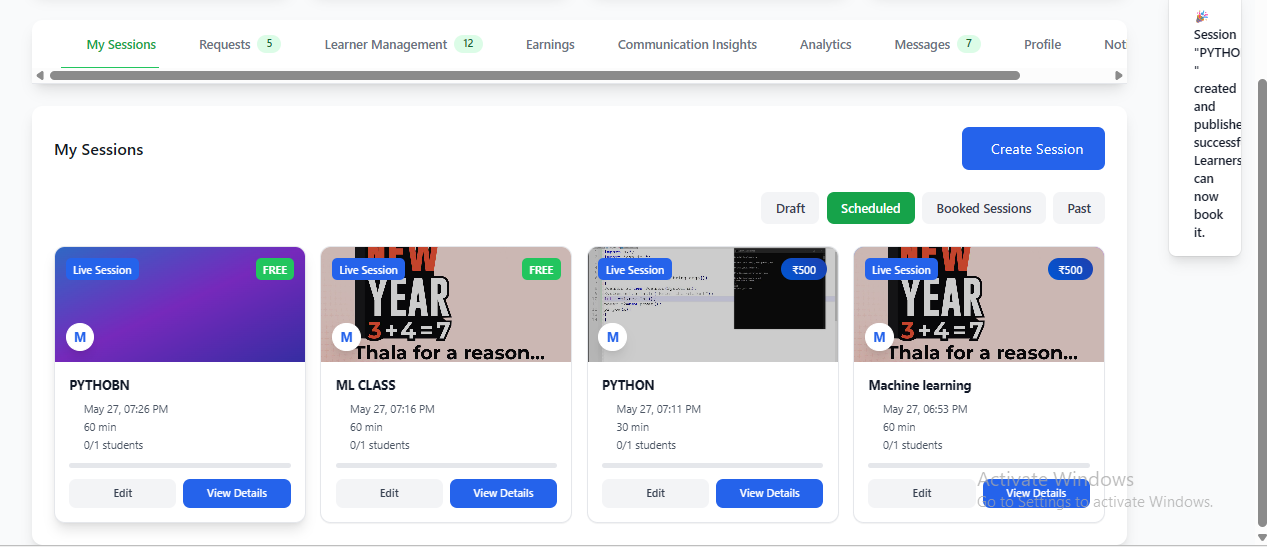 My Sessions
Requests 5
Learner Management 12
Earnings
Communication Insights
Analytics
Messages 7
Profile
Not
🎉
Session
"PYTHO
"
created
and
publishe
successf
Learners
can
now
book
it.
My Sessions
Create Session
Draft
Scheduled
Booked Sessions
Past
Live Session
FREE
M
PYTHOBN
May 27, 07:26 PM
60 min
0/1 students
Edit
View Details
Live Session
FREE
NEW
YEAR
3+4=7
M
Thala for a reason...
ML CLASS
May 27, 07:16 PM
60 min
0/1 students
Edit
View Details
Live Session
₹500
M
PYTHON
May 27, 07:11 PM
30 min
0/1 students
Edit
View Details
Live Session
₹500
NEW
YEAR
3+4=7
M
Thala for a reason...
Machine learning
May 27, 06:53 PM
60 min
0/1 students
Edit
View Details
Activate Windows
Go to Settings to activate Windows.